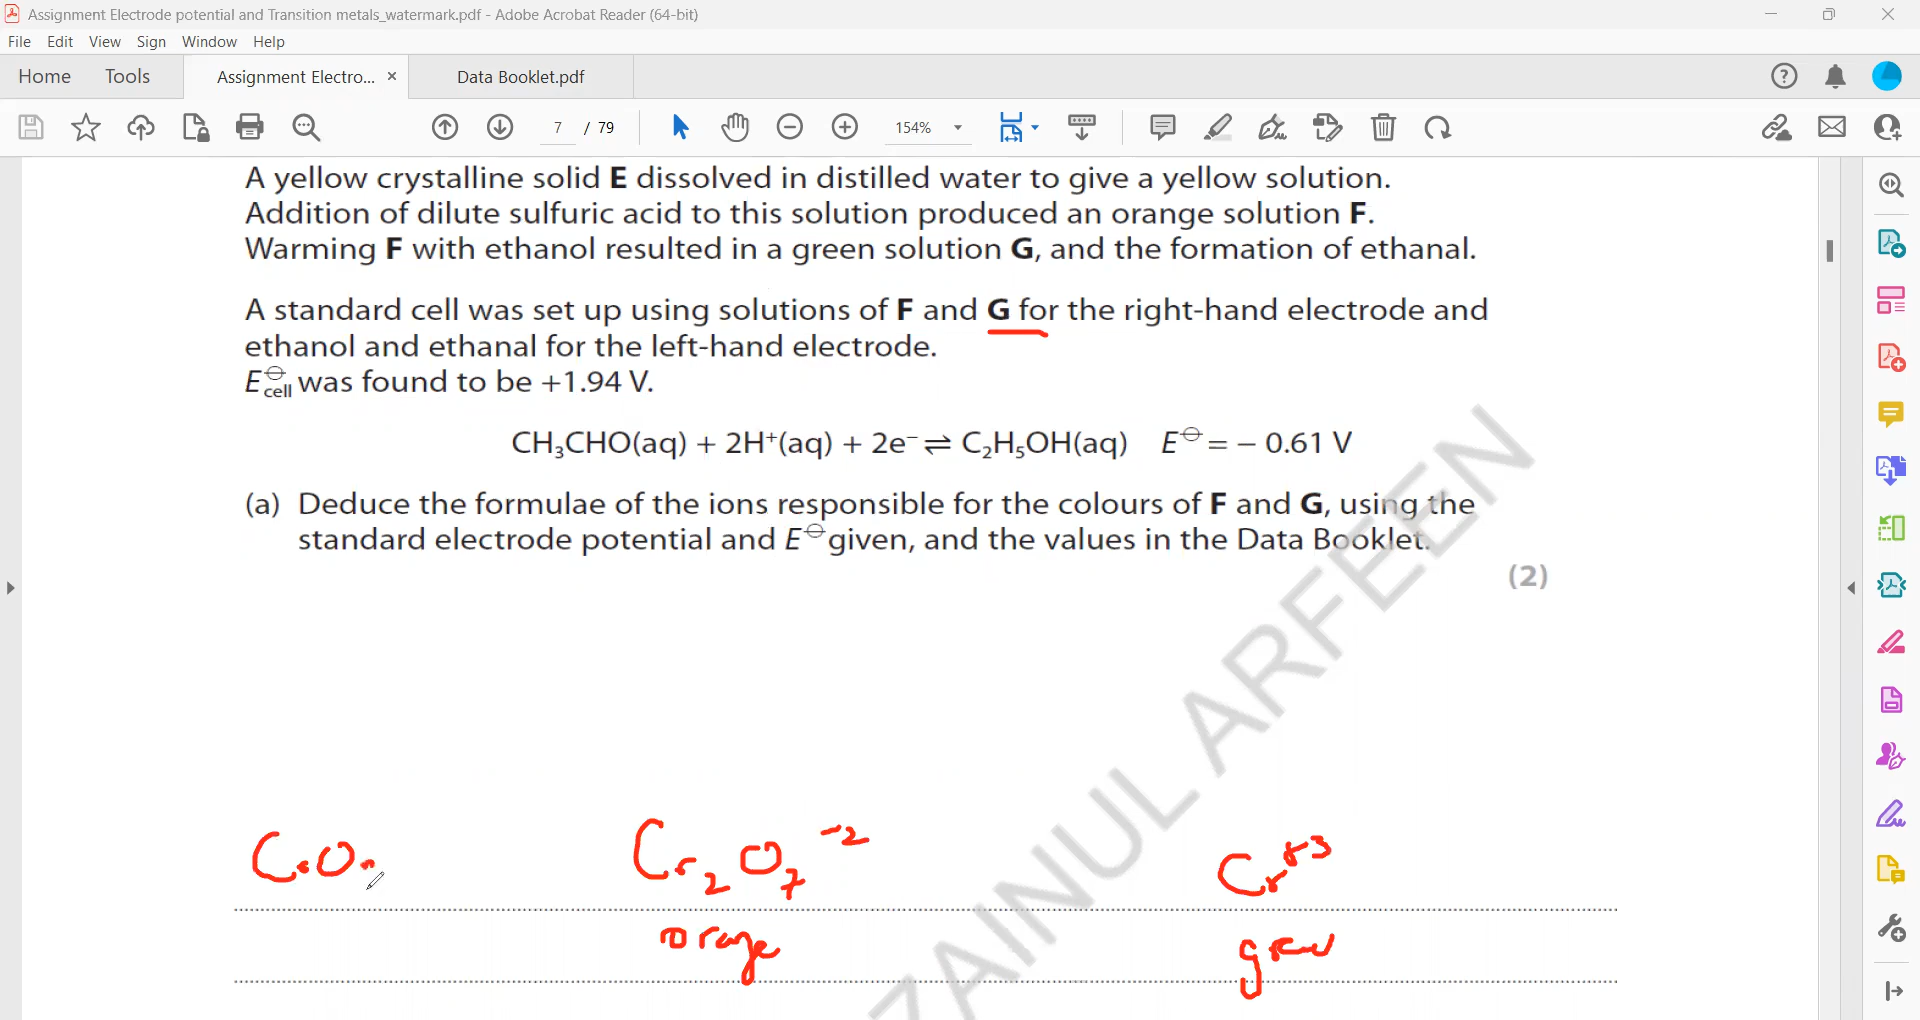 Assignment Electrode potential and Transition metals_watermark.pdf - Adobe Acrobat Reader (64-bit)
File Edit View Sign Window Help
Home Tools Assignment Electro... × Data Booklet.pdf
7 / 79 154%
A yellow crystalline solid E dissolved in distilled water to give a yellow solution.
Addition of dilute sulfuric acid to this solution produced an orange solution F.
Warming F with ethanol resulted in a green solution G, and the formation of ethanal.
A standard cell was set up using solutions of F and G for the right-hand electrode and
ethanol and ethanal for the left-hand electrode.
E⦵cell was found to be +1.94 V.
CH₃CHO(aq) + 2H⁺(aq) + 2e⁻ ⇌ C₂H₅OH(aq) E⦵ = − 0.61 V
(a) Deduce the formulae of the ions responsible for the colours of F and G, using the
standard electrode potential and E⦵ given, and the values in the Data Booklet.
(2)
ZAINUL ARFEEN
Cr₂O₇⁻² Cr⁺³
orange green